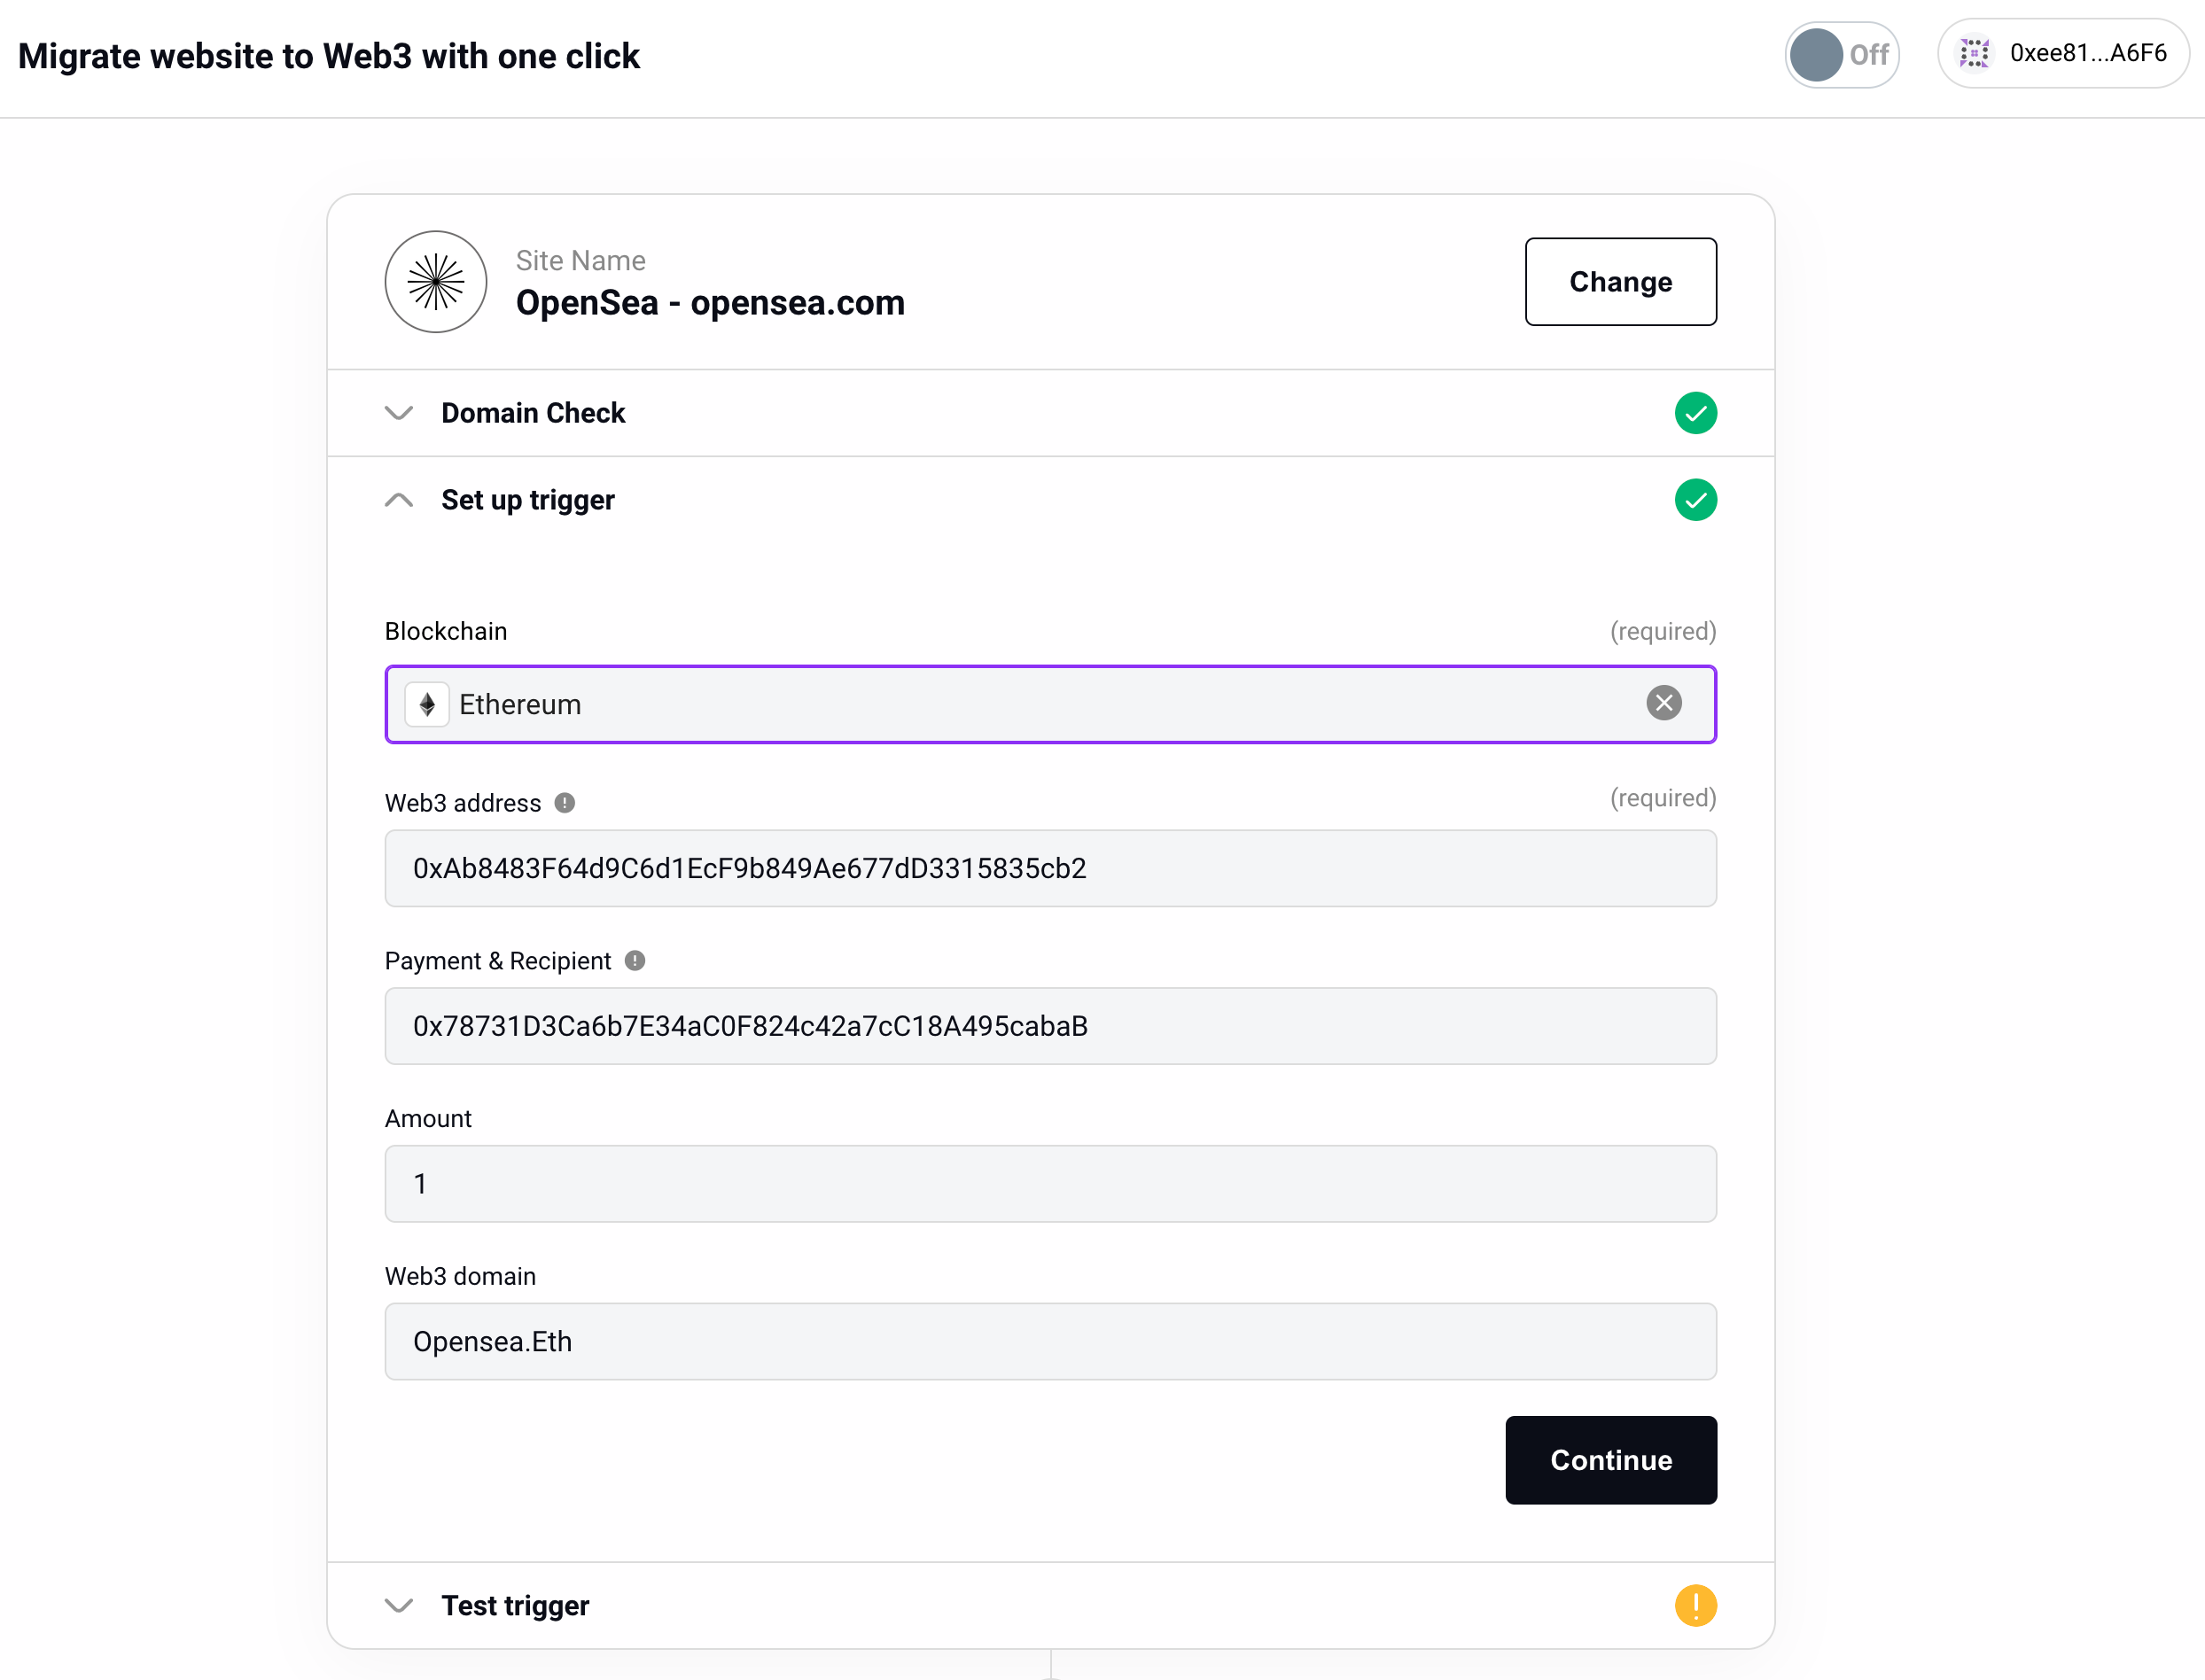 Migrate website to Web3 with one click
Off
0xee81...A6F6
Site Name
OpenSea - opensea.com
Change
Domain Check
Set up trigger
Blockchain
(required)
Ethereum
Web3 address
(required)
0xAb8483F64d9C6d1EcF9b849Ae677dD3315835cb2
Payment & Recipient
0x78731D3Ca6b7E34aC0F824c42a7cC18A495cabaB
Amount
1
Web3 domain
Opensea.Eth
Continue
Test trigger